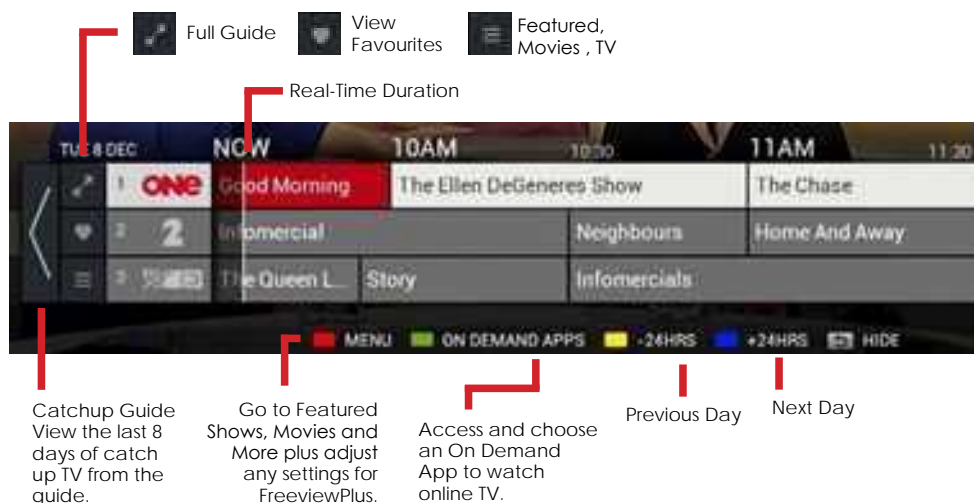 Full Guide
View
Favourites
Featured,
Movies , TV
Real-Time Duration
TUE 8 DEC NOW 10AM 10:30 11AM 11:30
1 ONE Good Morning The Ellen DeGeneres Show The Chase
2 2 Infomercial Neighbours Home And Away
3 The Queen L... Story Infomercials
MENU ON DEMAND APPS -24HRS +24HRS HIDE
Catchup Guide
View the last 8
days of catch
up TV from the
guide.
Go to Featured
Shows, Movies and
More plus adjust
any settings for
FreeviewPlus.
Access and choose
an On Demand
App to watch
online TV.
Previous Day
Next Day